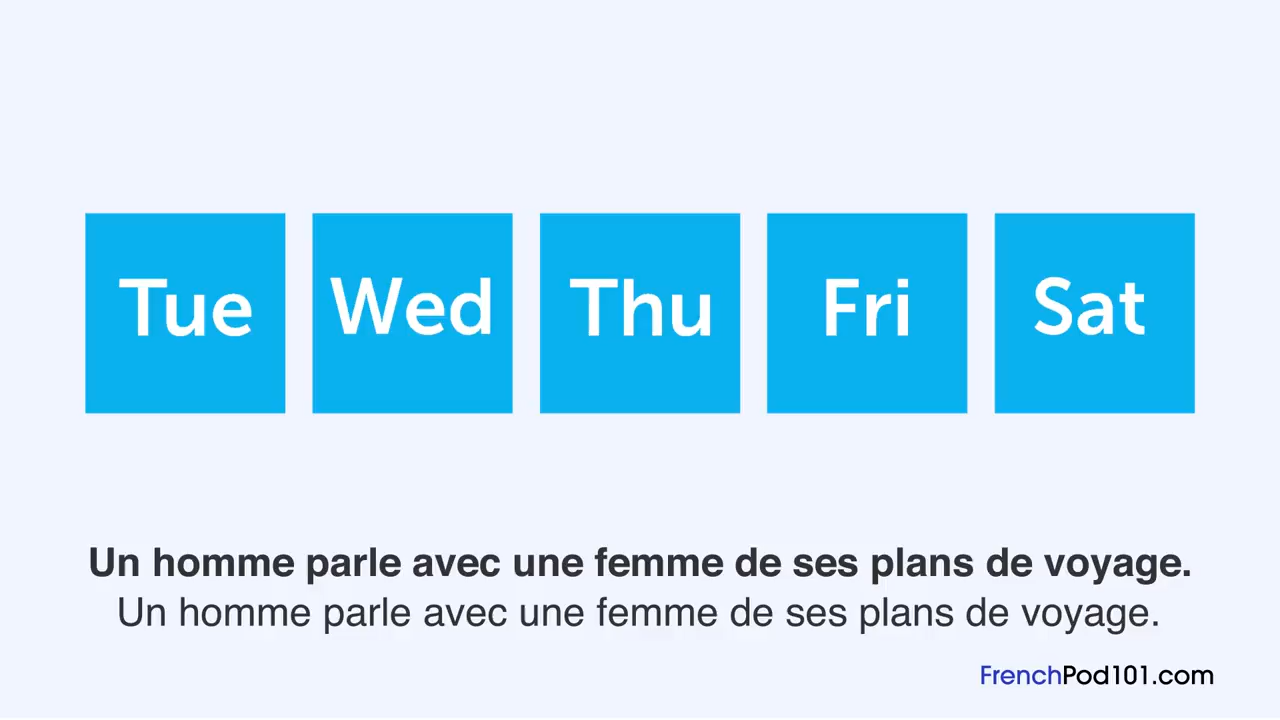 Tue Wed Thu Fri Sat
Un homme parle avec une femme de ses plans de voyage.
Un homme parle avec une femme de ses plans de voyage.
FrenchPod101.com